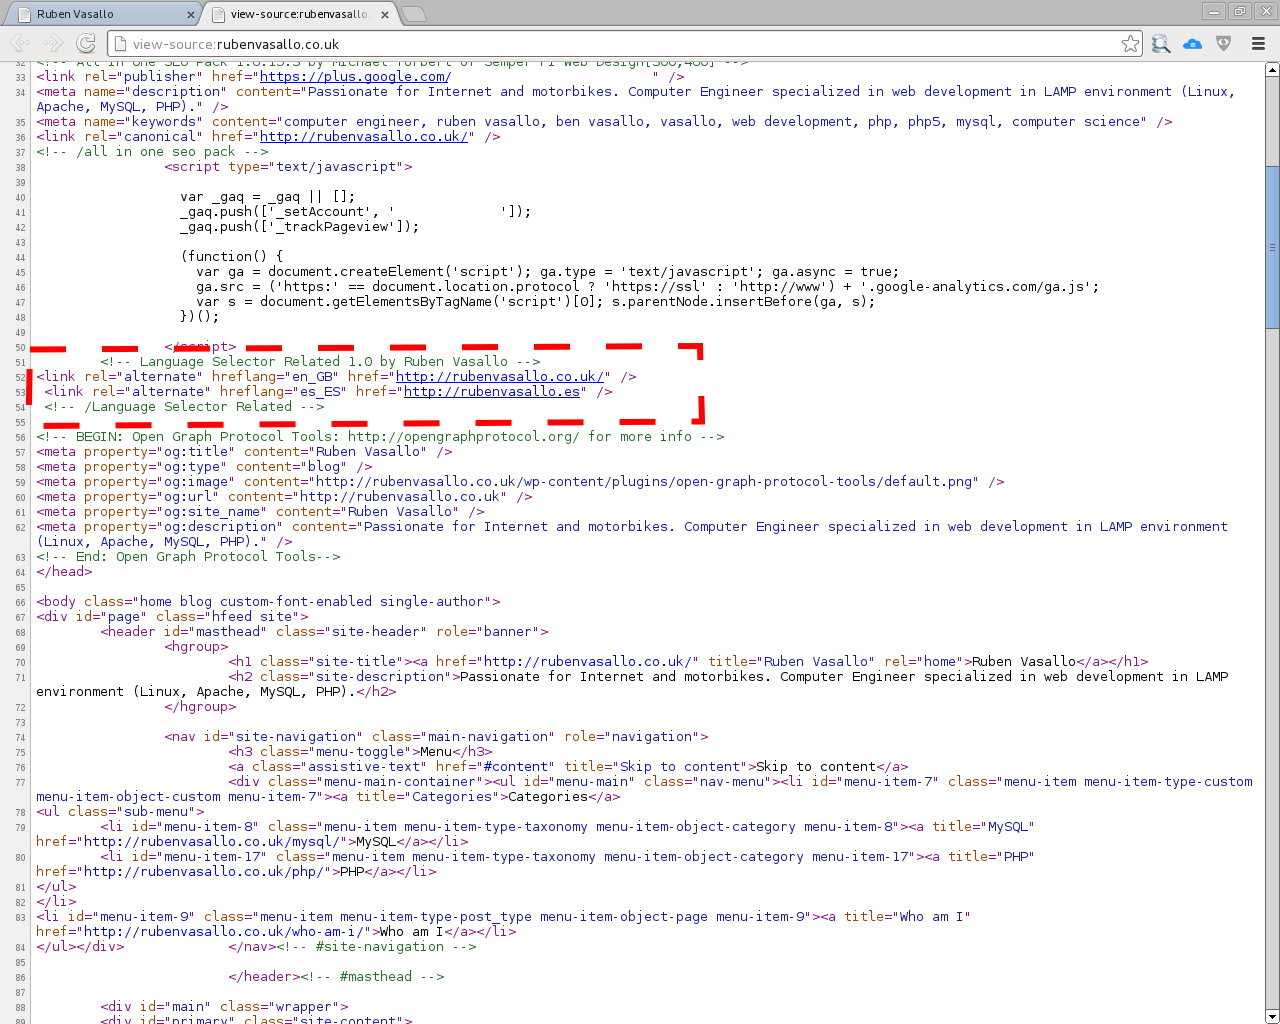 Ruben Vasallo
view-source:rubenvasallo.
view-source:rubenvasallo.co.uk
32 <!-- All in One SEO Pack 1.6.15.3 by Michael Torbert of Semper Fi Web Design[300,480] -->
33 <link rel="publisher" href="https://plus.google.com/ " />
34 <meta name="description" content="Passionate for Internet and motorbikes. Computer Engineer specialized in web development in LAMP environment (Linux,
Apache, MySQL, PHP)." />
35 <meta name="keywords" content="computer engineer, ruben vasallo, ben vasallo, vasallo, web development, php, php5, mysql, computer science" />
36 <link rel="canonical" href="http://rubenvasallo.co.uk/" />
37 <!-- /all in one seo pack -->
38 <script type="text/javascript">
39
40 var _gaq = _gaq || [];
41 _gaq.push(['_setAccount', ' ']);
42 _gaq.push(['_trackPageview']);
43
44 (function() {
45 var ga = document.createElement('script'); ga.type = 'text/javascript'; ga.async = true;
46 ga.src = ('https:' == document.location.protocol ? 'https://ssl' : 'http://www') + '.google-analytics.com/ga.js';
47 var s = document.getElementsByTagName('script')[0]; s.parentNode.insertBefore(ga, s);
48 })();
49
50 </script>
51 <!-- Language Selector Related 1.0 by Ruben Vasallo -->
52 <link rel="alternate" hreflang="en_GB" href="http://rubenvasallo.co.uk/" />
53 <link rel="alternate" hreflang="es_ES" href="http://rubenvasallo.es" />
54 <!-- /Language Selector Related -->
55
56 <!-- BEGIN: Open Graph Protocol Tools: http://opengraphprotocol.org/ for more info -->
57 <meta property="og:title" content="Ruben Vasallo" />
58 <meta property="og:type" content="blog" />
59 <meta property="og:image" content="http://rubenvasallo.co.uk/wp-content/plugins/open-graph-protocol-tools/default.png" />
60 <meta property="og:url" content="http://rubenvasallo.co.uk" />
61 <meta property="og:site_name" content="Ruben Vasallo" />
62 <meta property="og:description" content="Passionate for Internet and motorbikes. Computer Engineer specialized in web development in LAMP environment
(Linux, Apache, MySQL, PHP)." />
63 <!-- End: Open Graph Protocol Tools-->
64 </head>
65
66 <body class="home blog custom-font-enabled single-author">
67 <div id="page" class="hfeed site">
68 <header id="masthead" class="site-header" role="banner">
69 <hgroup>
70 <h1 class="site-title"><a href="http://rubenvasallo.co.uk/" title="Ruben Vasallo" rel="home">Ruben Vasallo</a></h1>
71 <h2 class="site-description">Passionate for Internet and motorbikes. Computer Engineer specialized in web development in LAMP
environment (Linux, Apache, MySQL, PHP).</h2>
72 </hgroup>
73
74 <nav id="site-navigation" class="main-navigation" role="navigation">
75 <h3 class="menu-toggle">Menu</h3>
76 <a class="assistive-text" href="#content" title="Skip to content">Skip to content</a>
77 <div class="menu-main-container"><ul id="menu-main" class="nav-menu"><li id="menu-item-7" class="menu-item menu-item-type-custom
menu-item-object-custom menu-item-7"><a title="Categories">Categories</a>
78 <ul class="sub-menu">
79 <li id="menu-item-8" class="menu-item menu-item-type-taxonomy menu-item-object-category menu-item-8"><a title="MySQL"
href="http://rubenvasallo.co.uk/mysql/">MySQL</a></li>
80 <li id="menu-item-17" class="menu-item menu-item-type-taxonomy menu-item-object-category menu-item-17"><a title="PHP"
href="http://rubenvasallo.co.uk/php/">PHP</a></li>
81 </ul>
82 </li>
83 <li id="menu-item-9" class="menu-item menu-item-type-post_type menu-item-object-page menu-item-9"><a title="Who am I"
href="http://rubenvasallo.co.uk/who-am-i/">Who am I</a></li>
84 </ul></div> </nav><!-- #site-navigation -->
85
86 </header><!-- #masthead -->
87
88 <div id="main" class="wrapper">
89 <div id="primary" class="site-content">